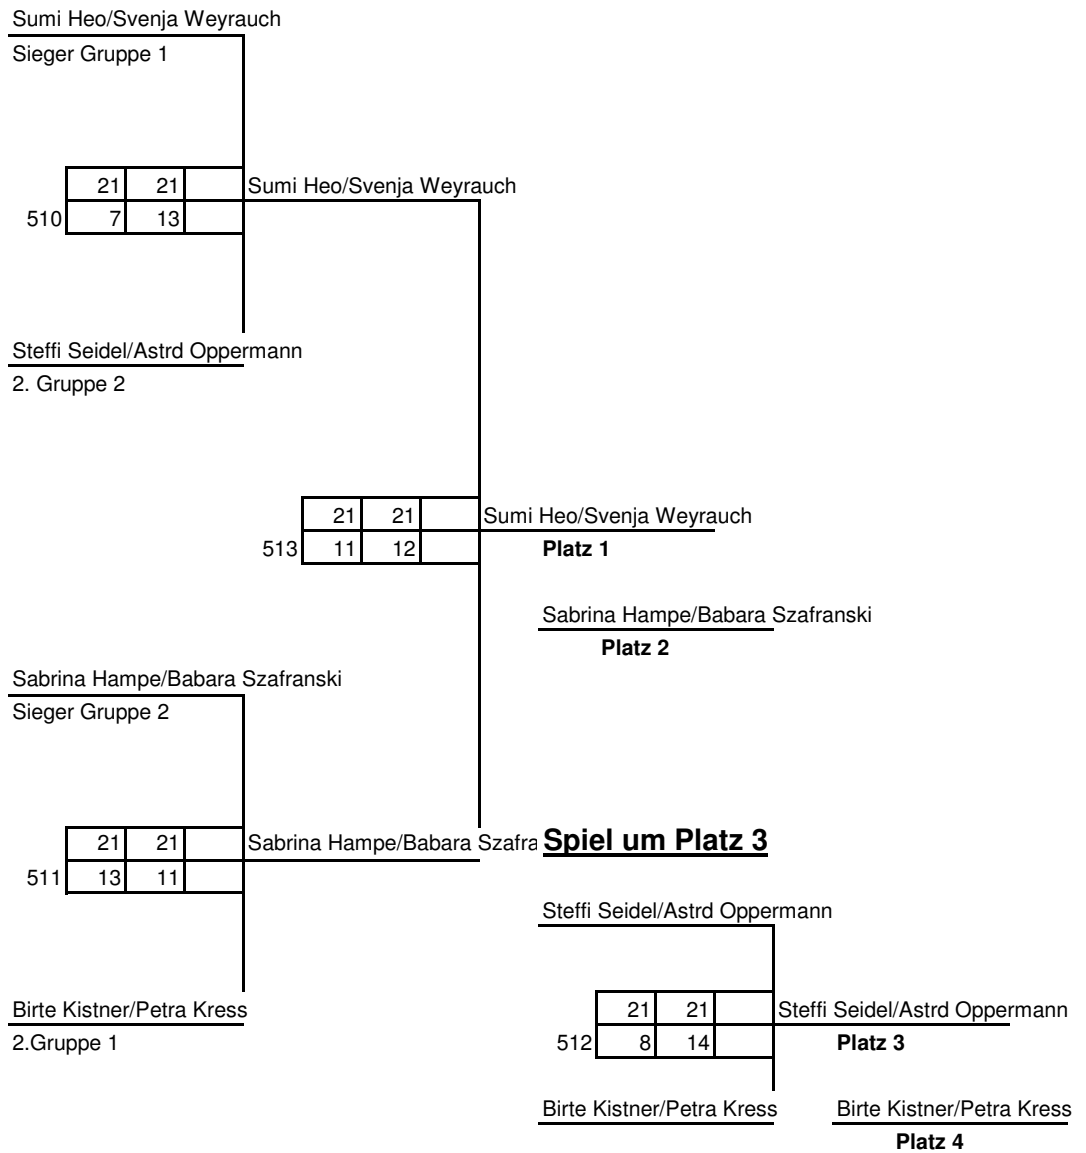 Sumi Heo/Svenja Weyrauch
Sieger Gruppe 1
21 21 Sumi Heo/Svenja Weyrauch
510 7 13
Steffi Seidel/Astrd Oppermann
2. Gruppe 2
21 21 Sumi Heo/Svenja Weyrauch
513 11 12 Platz 1
Sabrina Hampe/Babara Szafranski
Platz 2
Sabrina Hampe/Babara Szafranski
Sieger Gruppe 2
21 21 Sabrina Hampe/Babara Szafra Spiel um Platz 3
511 13 11
Steffi Seidel/Astrd Oppermann
21 21 Steffi Seidel/Astrd Oppermann
Birte Kistner/Petra Kress
2.Gruppe 1
512 8 14 Platz 3
Birte Kistner/Petra Kress Birte Kistner/Petra Kress
Platz 4